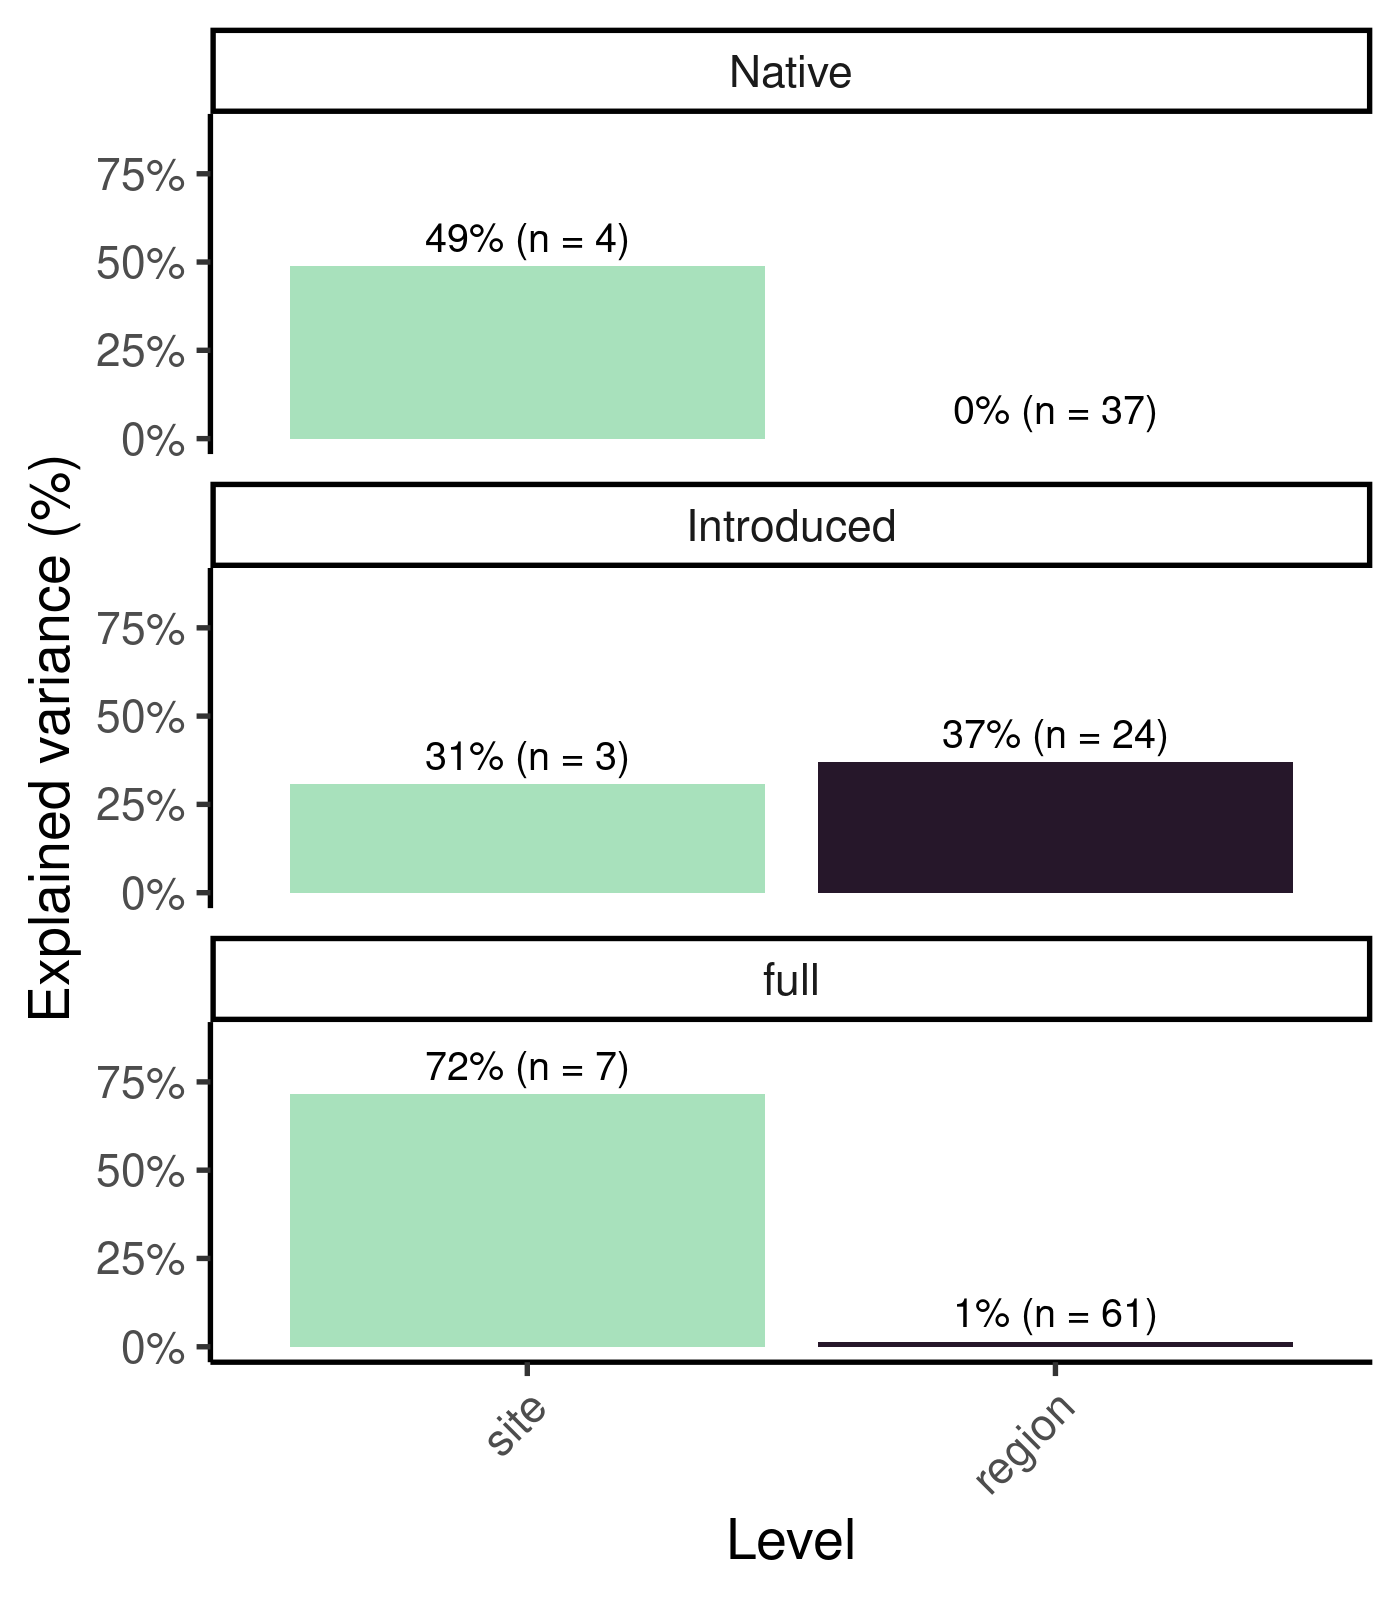 Native
75%
50%
25%
0%
49% (n = 4)
0% (n = 37)
Introduced
75%
50%
25%
0%
31% (n = 3)
37% (n = 24)
full
75%
50%
25%
0%
72% (n = 7)
1% (n = 61)
site
region
Level
Explained variance (%)